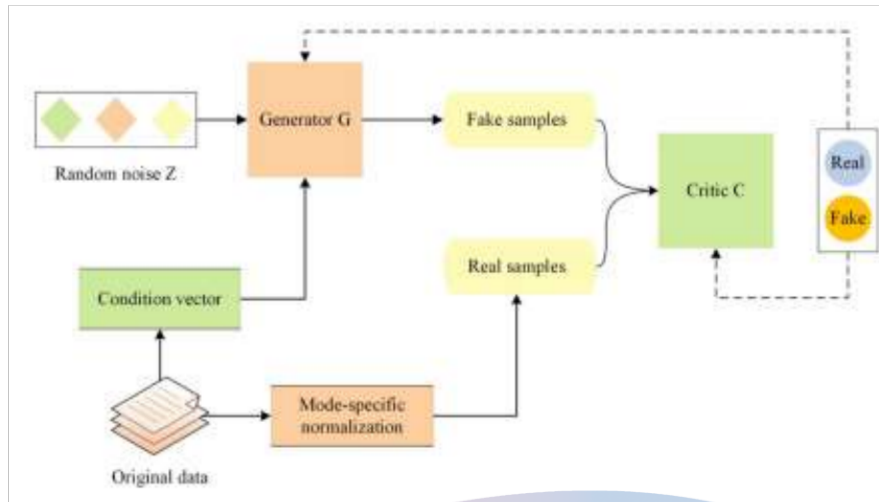 Generator G
Fake samples
Random noise Z
Critic C
Real
Fake
Real samples
Condition vector
Mode-specific
normalization
Original data